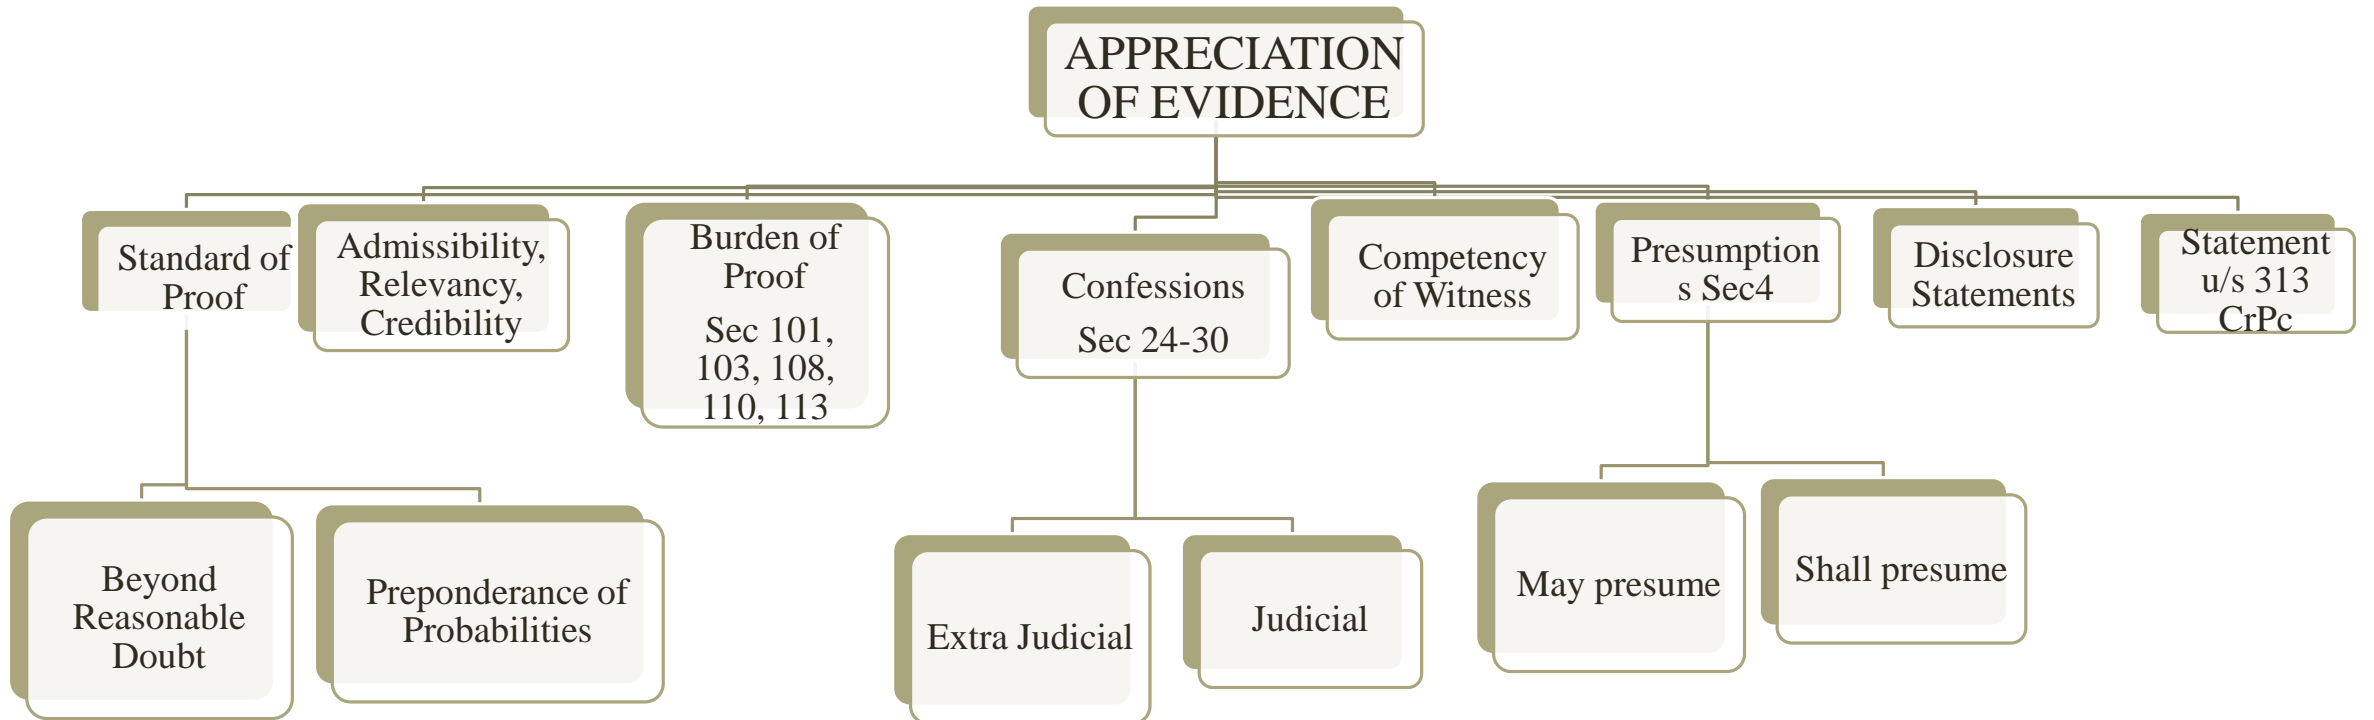 APPRECIATION
OF EVIDENCE
Standard of
Proof
Admissibility,
Relevancy,
Credibility
Burden of
Proof
Sec 101,
103, 108,
110, 113
Confessions
Sec 24-30
Competency
of Witness
Presumption
s Sec4
Disclosure
Statements
Statement
u/s 313
CrPc
Beyond
Reasonable
Doubt
Preponderance of
Probabilities
Extra Judicial
Judicial
May presume
Shall presume